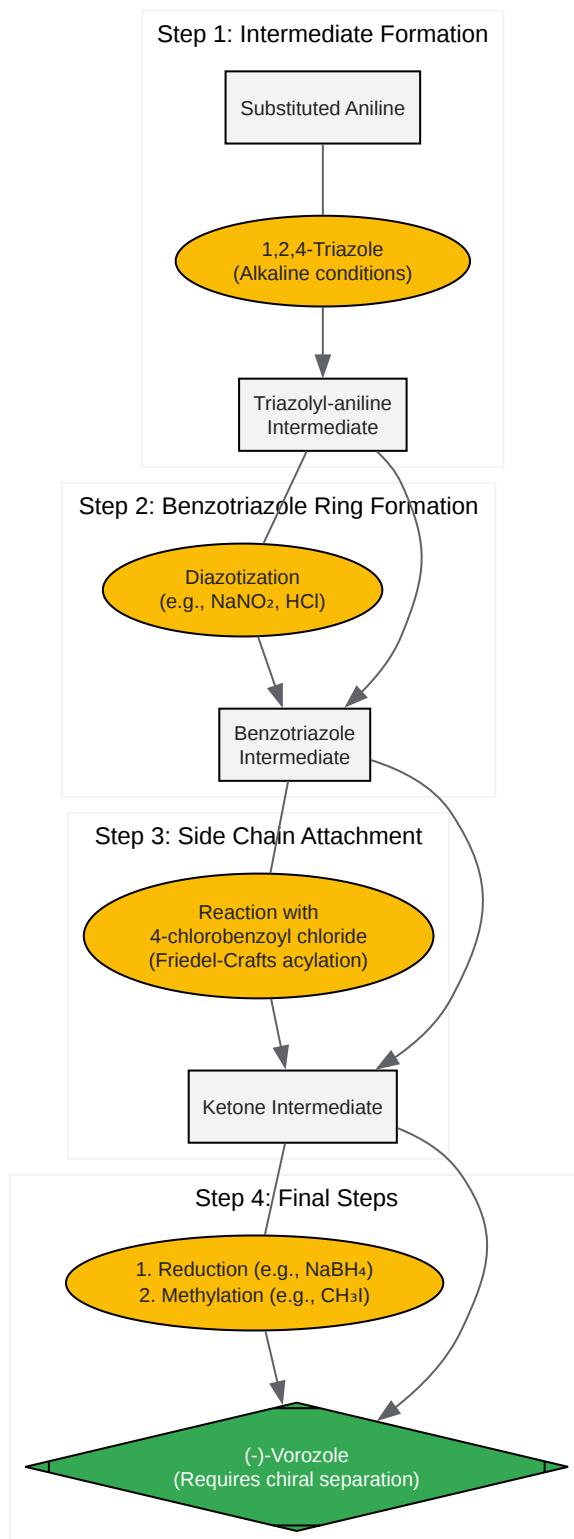 Step 1: Intermediate Formation
Substituted Aniline
1,2,4-Triazole
(Alkaline conditions)
Triazolyl-aniline
Intermediate
Step 2: Benzotriazole Ring Formation
Diazotization
(e.g., NaNO₂, HCl)
Benzotriazole
Intermediate
Step 3: Side Chain Attachment
Reaction with
4-chlorobenzoyl chloride
(Friedel-Crafts acylation)
Ketone Intermediate
Step 4: Final Steps
1. Reduction (e.g., NaBH₄)
2. Methylation (e.g., CH₃I)
(-)-Vorozole
(Requires chiral separation)